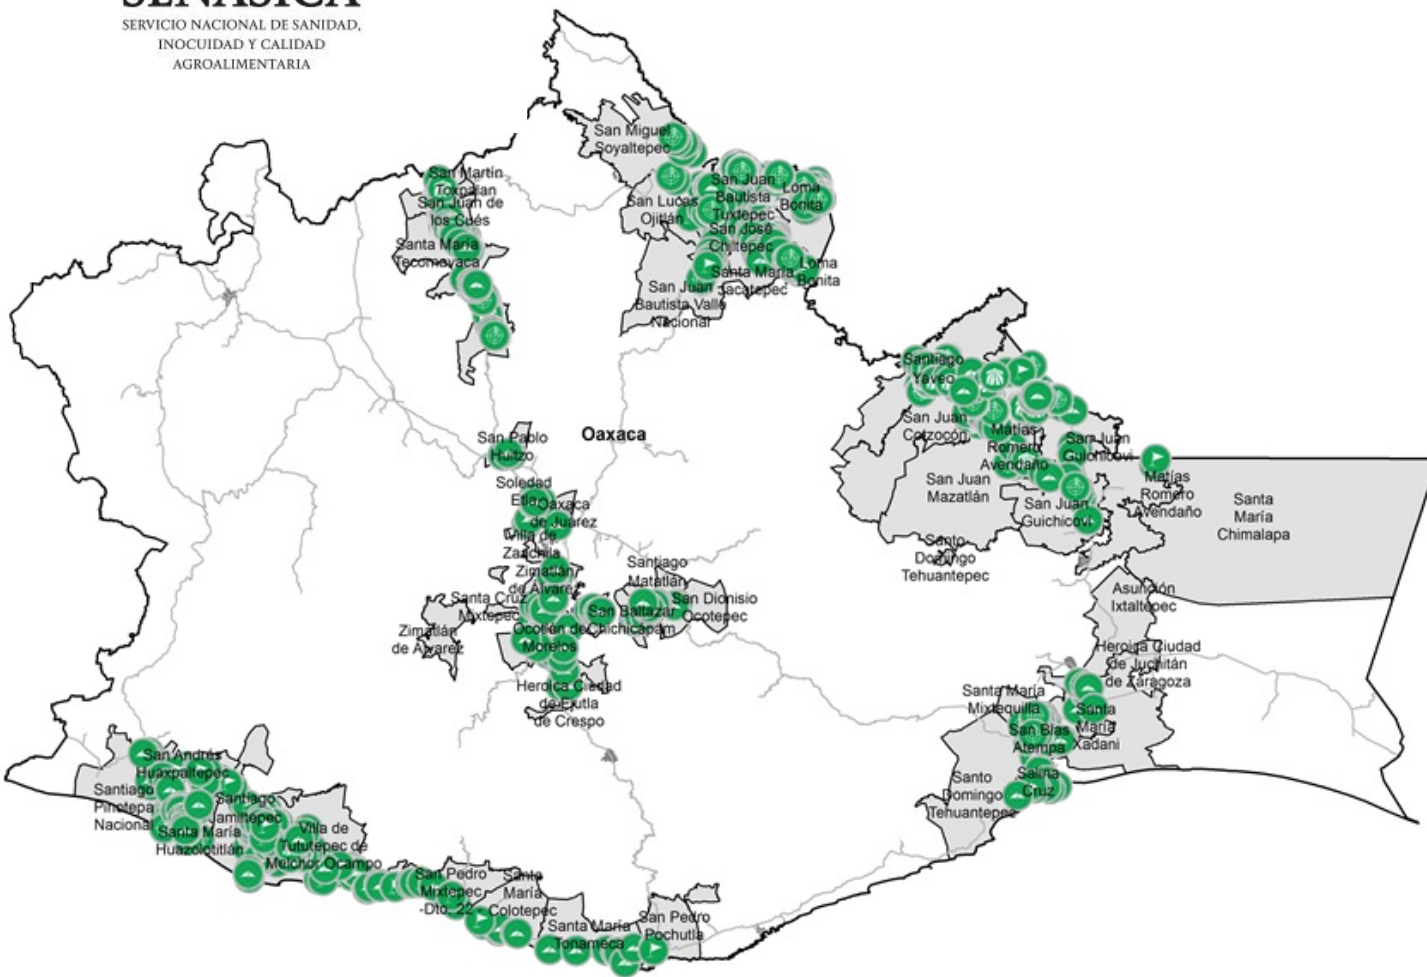 SENASICA
SERVICIO NACIONAL DE SANIDAD,
INOCUIDAD Y CALIDAD
AGROALIMENTARIA
San Miguel
Soyaltepec
San Martín
Toxpalan
San Juan de
los Cués
Santa María
Tecomavaca
San Lucas
Ojitlán
San Juan
Bautista
Tuxtepec
Loma
Bonita
San José
Chiltepec
Santa María
Jacatepec
Loma
Bonita
San Juan
Bautista Valle
Nacional
Santiago
Yaveo
San Juan
Cotzocón
Matías
Romero
Avendaño
San Juan
Guichicovi
San Juan
Mazatlán
San Juan
Guichicovi
Matías
Romero
Avendaño
Santa
María
Chimalapa
Santo
Domingo
Tehuantepec
Oaxaca
San Pablo
Huitzo
Soledad
Etla
Oaxaca
de Juárez
Villa de
Zaachila
Zimatlán
de Álvarez
Santiago
Matatlán
Santa Cruz
Mixtepec
San Baltazar
Chichicápam
San Dionisio
Ocotepec
Zimatlán
de Álvarez
Ocotlán de
Morelos
Heroica Ciudad
de Ejutla
de Crespo
Asunción
Ixtaltepec
Heroica Ciudad
de Juchitán
de Zaragoza
Santa María
Mixtequilla
Santa
María
Xadani
San Blas
Atempa
Salina
Cruz
Santo
Domingo
Tehuantepec
San Andrés
Huaxpaltepec
Santiago
Pinotepa
Nacional
Santiago
Jamiltepec
Santa María
Huazolotitlán
Villa de
Tututepec de
Melchor Ocampo
San Pedro
Mixtepec
-Dto. 22 -
Santa
María
Colotepec
Santa María
Tonameca
San Pedro
Pochutla